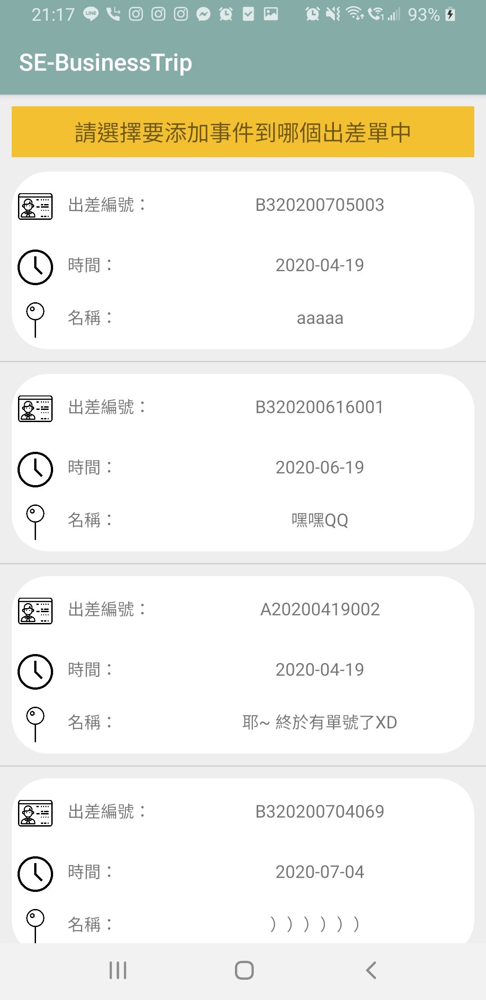 21:17 LINE 93%
SE-BusinessTrip
請選擇要添加事件到哪個出差單中
出差編號： B320200705003
時間： 2020-04-19
名稱： aaaaa
出差編號： B320200616001
時間： 2020-06-19
名稱： 嘿嘿QQ
出差編號： A20200419002
時間： 2020-04-19
名稱： 耶~ 終於有單號了XD
出差編號： B320200704069
時間： 2020-07-04
名稱： ））））））